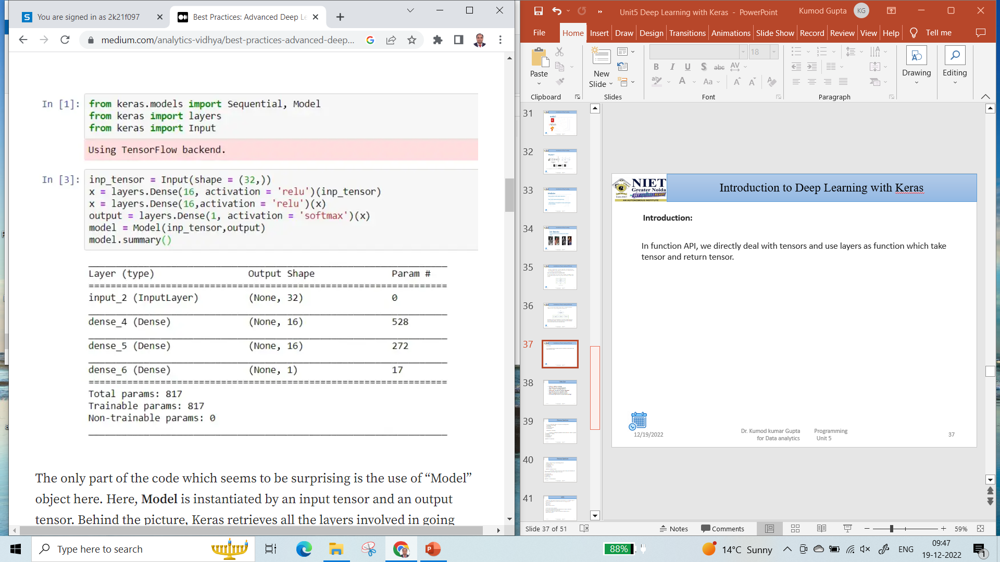 You are signed in as 2k21f097
Best Practices: Advanced Deep Le
medium.com/analytics-vidhya/best-practices-advanced-deep...
In [1]:
from keras.models import Sequential, Model
from keras import layers
from keras import Input
Using TensorFlow backend.
In [3]:
inp_tensor = Input(shape = (32,))
x = layers.Dense(16, activation = 'relu')(inp_tensor)
x = layers.Dense(16,activation = 'relu')(x)
output = layers.Dense(1, activation = 'softmax')(x)
model = Model(inp_tensor,output)
model.summary()
Layer (type) Output Shape Param #
input_2 (InputLayer) (None, 32) 0
dense_4 (Dense) (None, 16) 528
dense_5 (Dense) (None, 16) 272
dense_6 (Dense) (None, 1) 17
Total params: 817
Trainable params: 817
Non-trainable params: 0
The only part of the code which seems to be surprising is the use of “Model”
object here. Here, Model is instantiated by an input tensor and an output
tensor. Behind the picture, Keras retrieves all the layers involved in going
Unit5 Deep Learning with Keras - PowerPoint
Kumod Gupta KG
File Home Insert Draw Design Transitions Animations Slide Show Record Review View Help Tell me
Paste
New
Slide
18
B I U S abc AV
A Aa A A
Drawing
Editing
Clipboard Slides Font Paragraph
31
32
33
34
35
36
37
38
39
40
41
NIET
Greater Noida
GET FUTURE READY
AN AUTONOMOUS INSTITUTE
Introduction to Deep Learning with Keras
Introduction:
In function API, we directly deal with tensors and use layers as function which take
tensor and return tensor.
12/19/2022
Dr. Kumod kumar Gupta Programming
for Data analytics Unit 5
37
Slide 37 of 51
Notes
Comments
59%
Type here to search
88%
14°C Sunny
ENG
09:47
19-12-2022
1